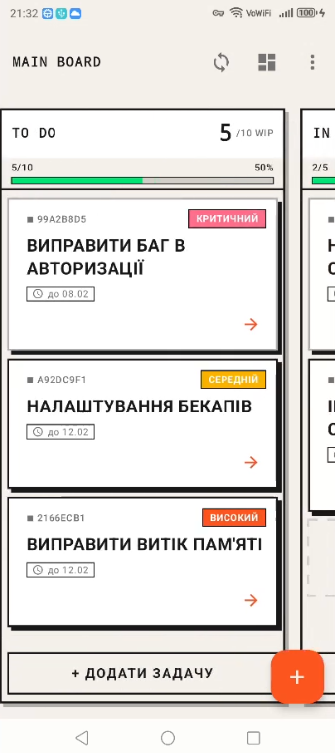 21:32
VoWiFi
100
MAIN BOARD
TO DO
5 /10 WIP
5/10
50%
99A2B8D5
КРИТИЧНИЙ
ВИПРАВИТИ БАГ В
АВТОРИЗАЦІЇ
до 08.02
A92DC9F1
СЕРЕДНІЙ
НАЛАШТУВАННЯ БЕКАПІВ
до 12.02
2166ECB1
ВИСОКИЙ
ВИПРАВИТИ ВИТІК ПАМ'ЯТІ
до 12.02
+ ДОДАТИ ЗАДАЧУ
+
IN
2/5